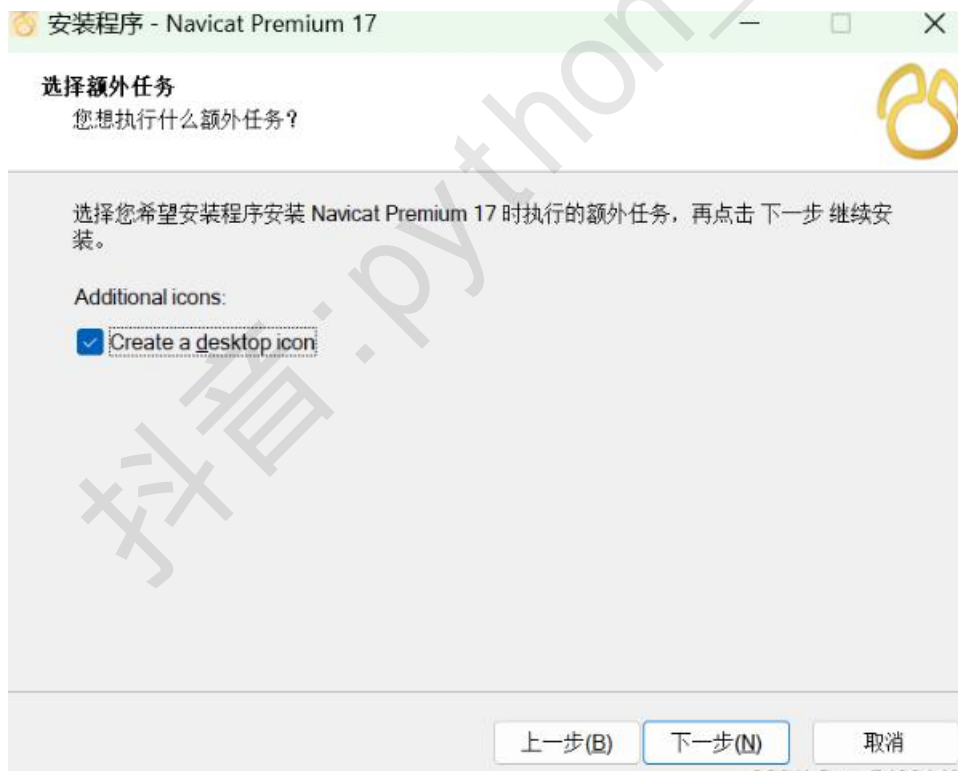 安装程序 - Navicat Premium 17
选择额外任务
您想执行什么额外任务?
选择您希望安装程序安装 Navicat Premium 17 时执行的额外任务，再点击 下一步 继续安
装。
Additional icons:
Create a desktop icon
抖音:python_
上一步(B)
下一步(N)
取消